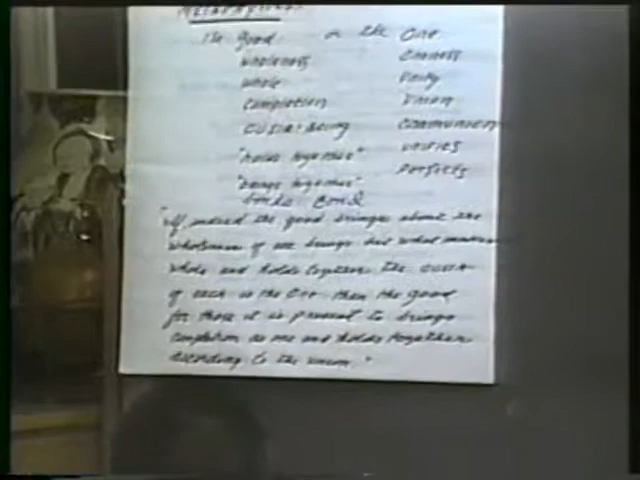 The Good or the One
Wholeness Oneness
Whole Unity
Completion Union
Ousia: Being Communion
"holds together" unifies
"brings together" perfects
bonds
"If indeed the good brings about the
wholeness of all beings but what makes
whole and holds together the ousia
of each is the One then the Good
for those it is present to brings
completion as one and holds together
according to the union."